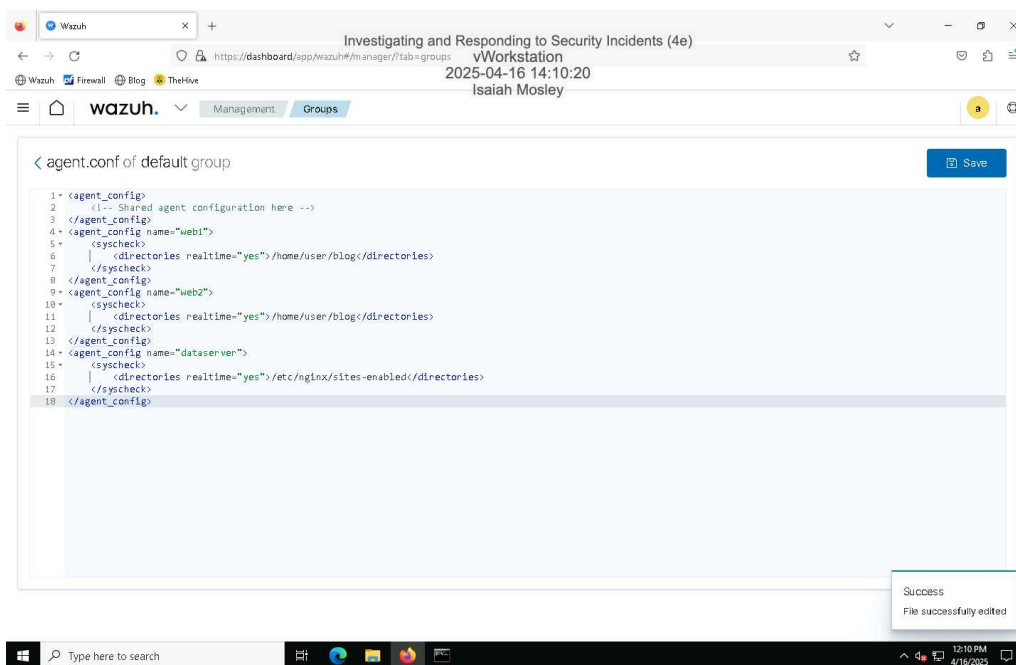 Wazuh
Investigating and Responding to Security Incidents (4e)
https://dashboard/app/wazuh#/manager/?tab=groups
vWorkstation
2025-04-16 14:10:20
Isaiah Mosley
Wazuh Firewall Blog TheHive
wazuh. Management Groups a
agent.conf of default group
Save
1 <agent_config>
2 <!-- Shared agent configuration here -->
3 </agent_config>
4 <agent_config name="web1">
5 <syscheck>
6 <directories realtime="yes">/home/user/blog</directories>
7 </syscheck>
8 </agent_config>
9 <agent_config name="web2">
10 <syscheck>
11 <directories realtime="yes">/home/user/blog</directories>
12 </syscheck>
13 </agent_config>
14 <agent_config name="dataserver">
15 <syscheck>
16 <directories realtime="yes">/etc/nginx/sites-enabled</directories>
17 </syscheck>
18 </agent_config>
Success
File successfully edited
Type here to search
12:10 PM
4/16/2025